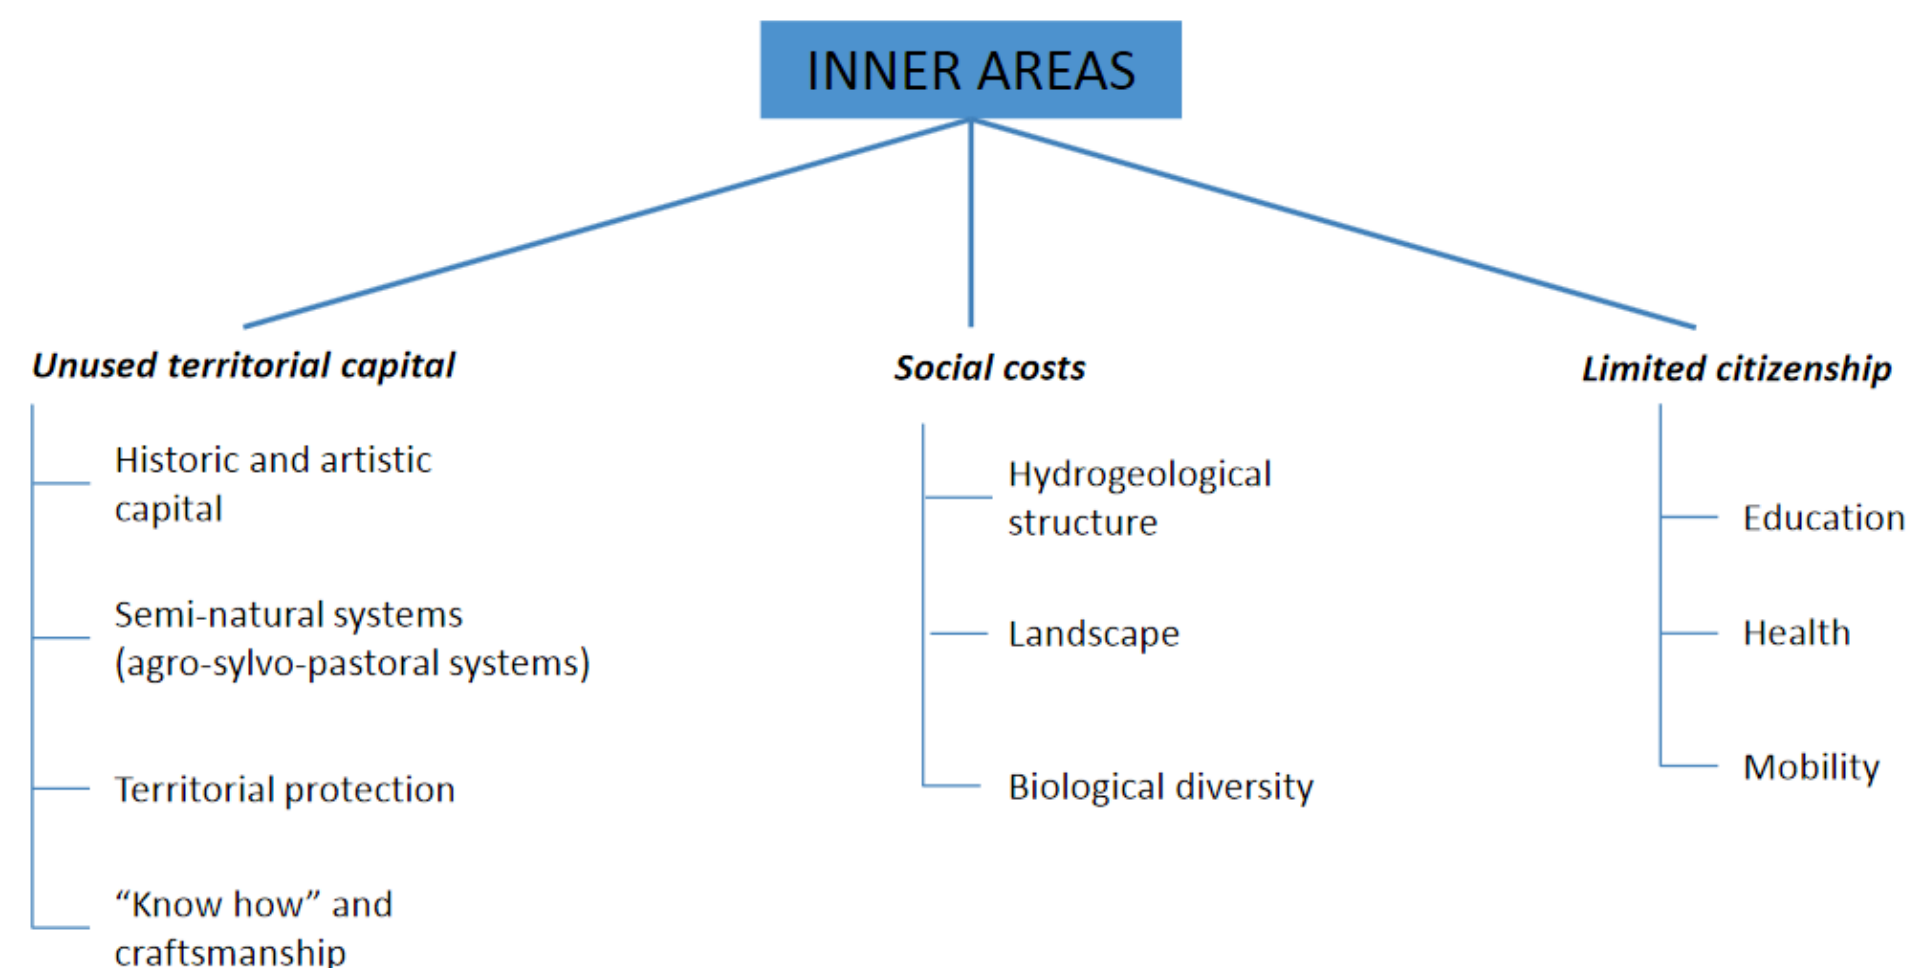 INNER AREAS
Unused territorial capital
Historic and artistic
capital
Semi-natural systems
(agro-sylvo-pastoral systems)
Territorial protection
“Know how” and
craftsmanship
Social costs
Hydrogeological
structure
Landscape
Biological diversity
Limited citizenship
Education
Health
Mobility